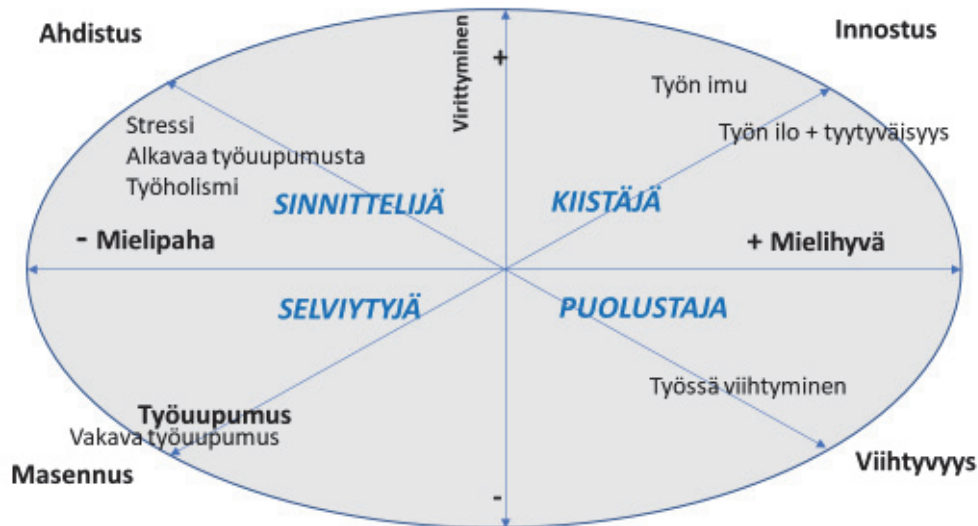 Ahdistus
Innostus
Virittyminen
+
Työn imu
Stressi
Työn ilo + tyytyväisyys
Alkavaa työuupumusta
Työholismi
SINNITTELIJÄ
KIISTÄJÄ
- Mielipaha
+ Mielihyvä
SELVIYTYJÄ
PUOLUSTAJA
Työssä viihtyminen
Työuupumus
Vakava työuupumus
Masennus
Viihtyvyys
-